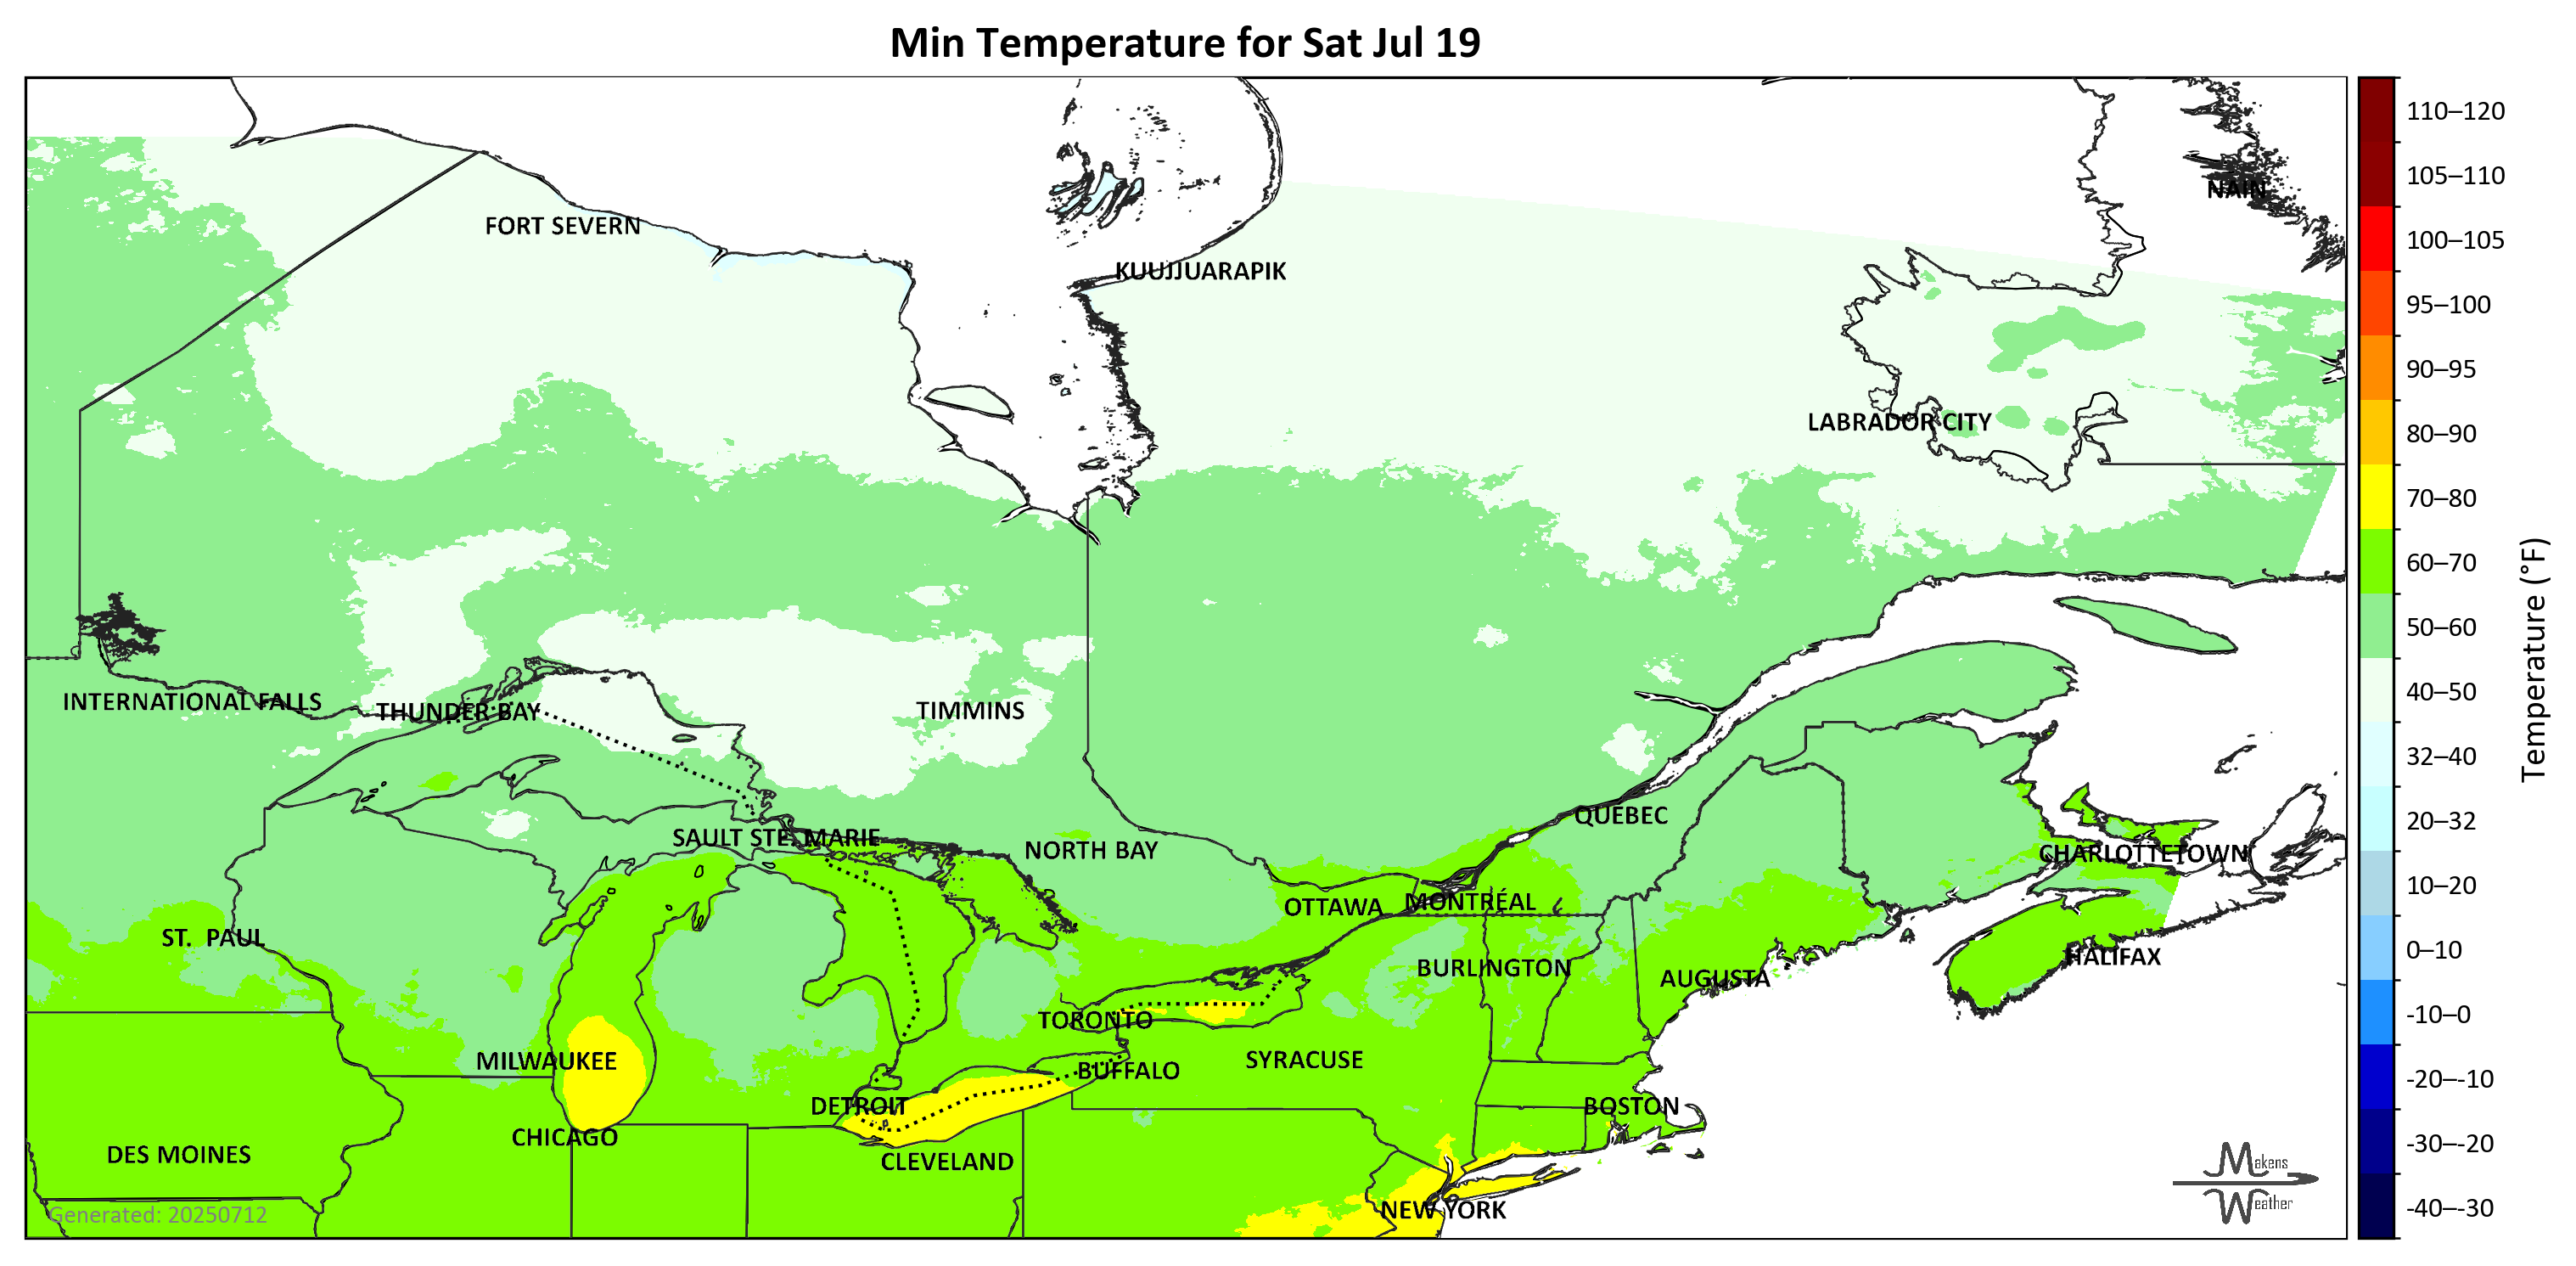 Min Temperature for Sat Jul 19
110–120
105–110
NAIN
FORT SEVERN
100–105
KUUJJUARAPIK
95–100
90–95
LABRADOR CITY
80–90
70–80
60–70
50–60
Temperature (°F)
INTERNATIONAL FALLS
THUNDER BAY
TIMMINS
40–50
32–40
QUÉBEC
20–32
SAULT STE. MARIE
NORTH BAY
CHARLOTTETOWN
10–20
OTTAWA
MONTRÉAL
ST. PAUL
0–10
HALIFAX
BURLINGTON
AUGUSTA
TORONTO
-10–0
MILWAUKEE
SYRACUSE
BUFFALO
-20–-10
DETROIT
BOSTON
CHICAGO
-30–-20
DES MOINES
CLEVELAND
Makens
Weather
NEW YORK
-40–-30
Generated: 20250712